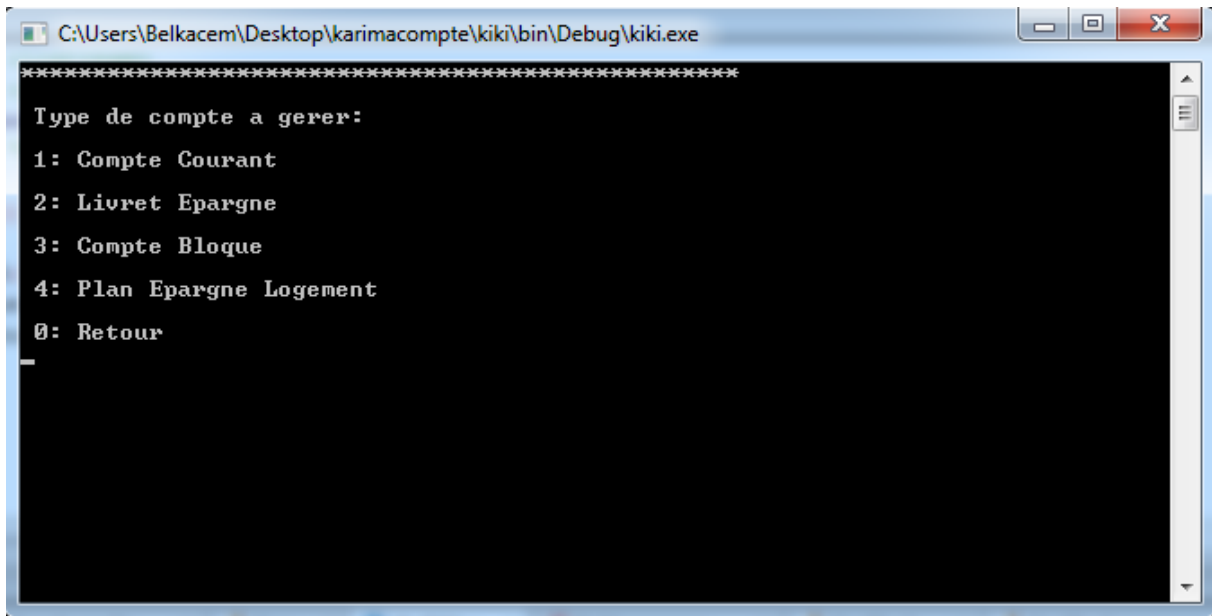 C:\Users\Belkacem\Desktop\karimacompte\kiki\bin\Debug\kiki.exe
**************************************************
Type de compte a gerer:
1: Compte Courant
2: Livret Epargne
3: Compte Bloque
4: Plan Epargne Logement
0: Retour